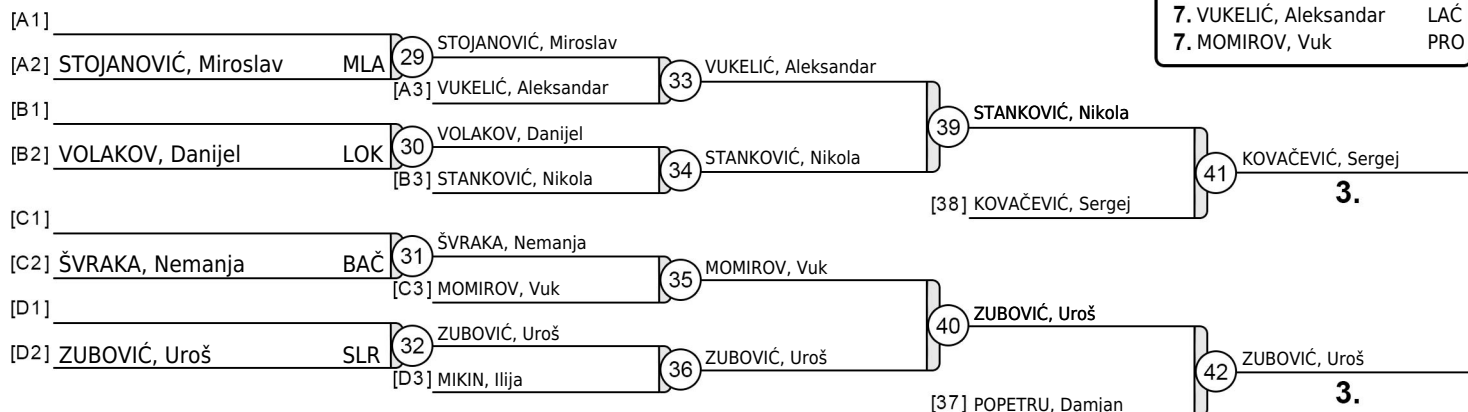 7. VUKELIĆ, Aleksandar LAĆ
7. MOMIROV, Vuk PRO
[A1]
[A2] STOJANOVIĆ, Miroslav MLA
29
STOJANOVIĆ, Miroslav
[A3] VUKELIĆ, Aleksandar
33
VUKELIĆ, Aleksandar
[B1]
[B2] VOLAKOV, Danijel LOK
30
VOLAKOV, Danijel
[B3] STANKOVIĆ, Nikola
34
STANKOVIĆ, Nikola
39
STANKOVIĆ, Nikola
[38] KOVAČEVIĆ, Sergej
41
KOVAČEVIĆ, Sergej
3.
[C1]
[C2] ŠVRAKA, Nemanja BAČ
31
ŠVRAKA, Nemanja
[C3] MOMIROV, Vuk
35
MOMIROV, Vuk
[D1]
[D2] ZUBOVIĆ, Uroš SLR
32
ZUBOVIĆ, Uroš
[D3] MIKIN, Ilija
36
ZUBOVIĆ, Uroš
40
ZUBOVIĆ, Uroš
[37] POPETRU, Damjan
42
ZUBOVIĆ, Uroš
3.